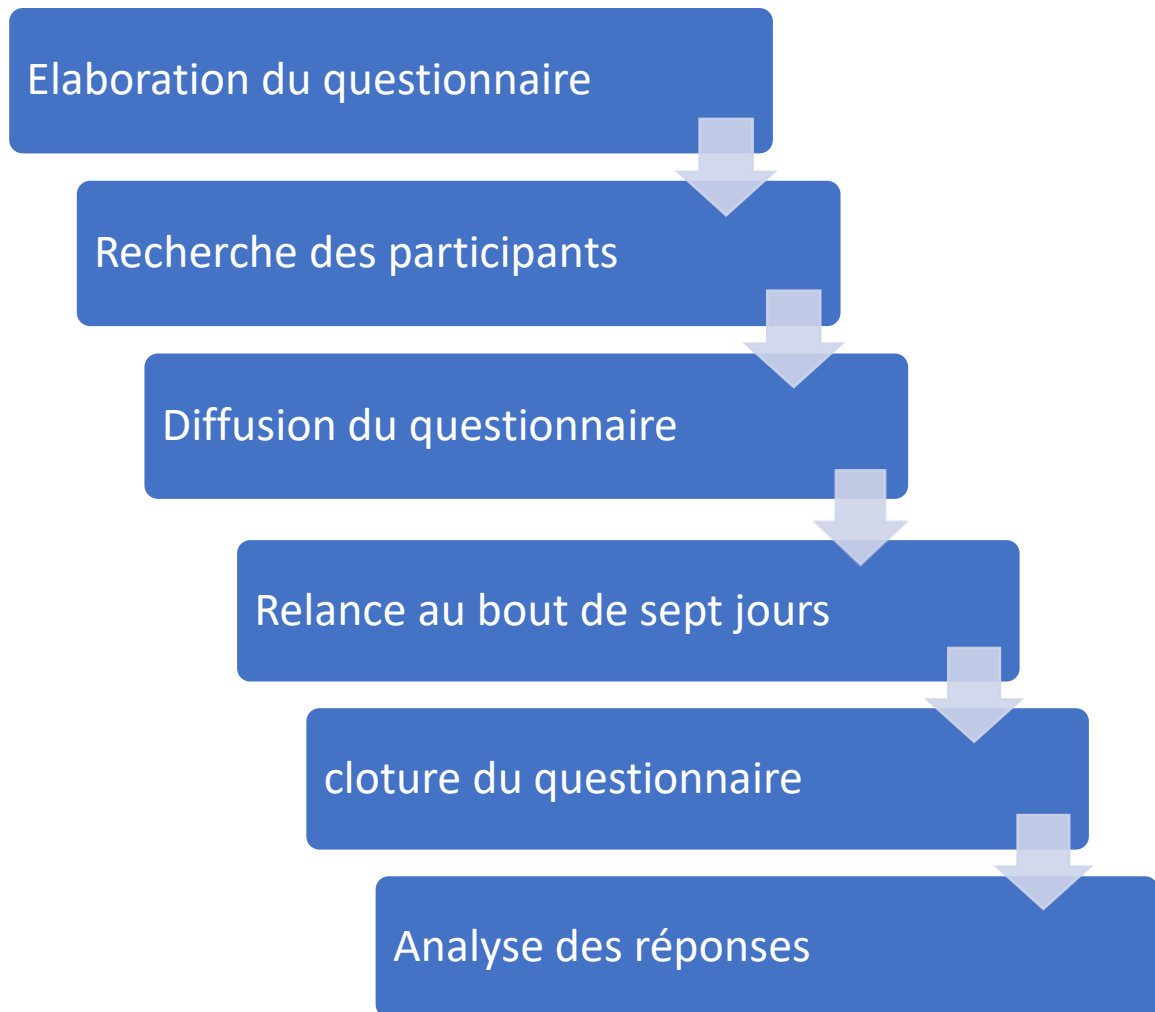 Elaboration du questionnaire
Recherche des participants
Diffusion du questionnaire
Relance au bout de sept jours
cloture du questionnaire
Analyse des réponses